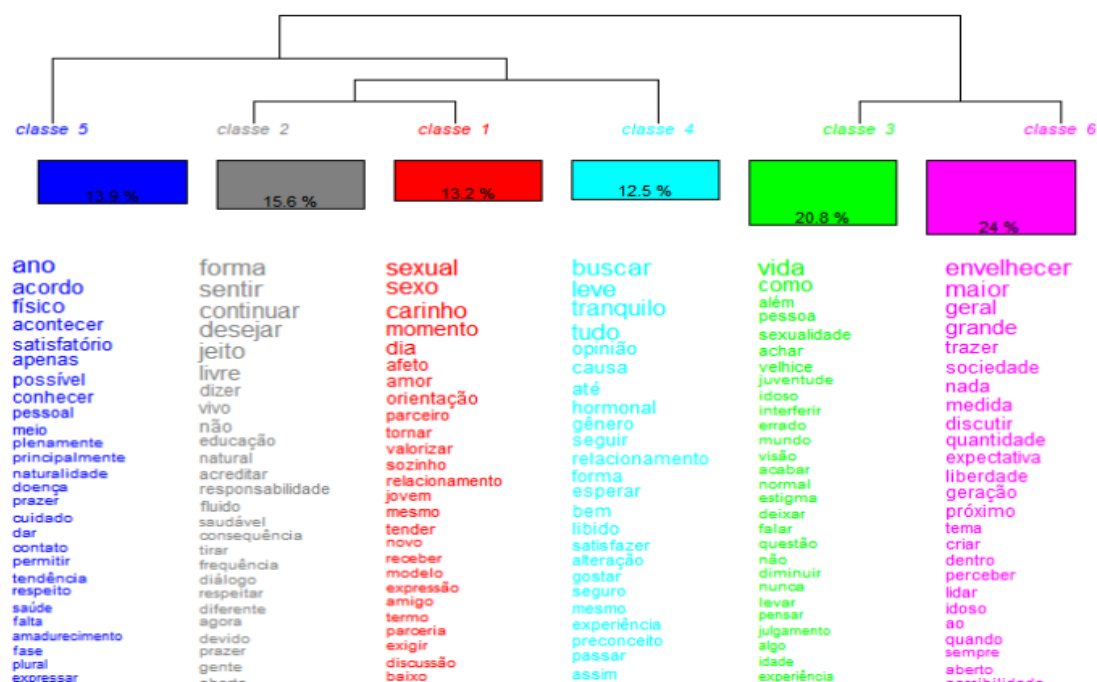 classe 5
classe 2
classe 1
classe 4
classe 3
classe 6
13.9 %
15.6 %
13.2 %
12.5 %
20.8 %
24 %
ano
acordo
físico
acontecer
satisfatório
apenas
possível
conhecer
pessoal
meio
plenamente
principalmente
naturalidade
doença
prazer
cuidado
dar
contato
permitir
tendência
respeito
saúde
falta
amadurecimento
fase
plural
expressar
forma
sentir
continuar
desejar
jeito
livre
dizer
vivo
não
educação
natural
acreditar
responsabilidade
fluido
saudável
consequência
tirar
frequência
diálogo
respeitar
diferente
agora
devido
prazer
gente
sexual
sexo
carinho
momento
dia
afeto
amor
orientação
parceiro
tornar
valorizar
sozinho
relacionamento
jovem
mesmo
tender
novo
receber
modelo
expressão
amigo
termo
parceria
exigir
discussão
baixo
buscar
leve
tranquilo
tudo
opinião
causa
até
hormonal
gênero
seguir
relacionamento
forma
esperar
bem
libido
satisfazer
alteração
gostar
seguro
mesmo
experiência
preconceito
passar
assim
vida
como
além
pessoa
sexualidade
achar
velhice
juventude
idoso
interferir
errado
mundo
visão
acabar
normal
estigma
deixar
falar
questão
não
diminuir
nunca
levar
pensar
julgamento
algo
idade
experiência
envelhecer
maior
geral
grande
trazer
sociedade
nada
medida
discutir
quantidade
expectativa
liberdade
geração
próximo
tema
criar
dentro
perceber
lidar
idoso
ao
quando
sempre
aberto